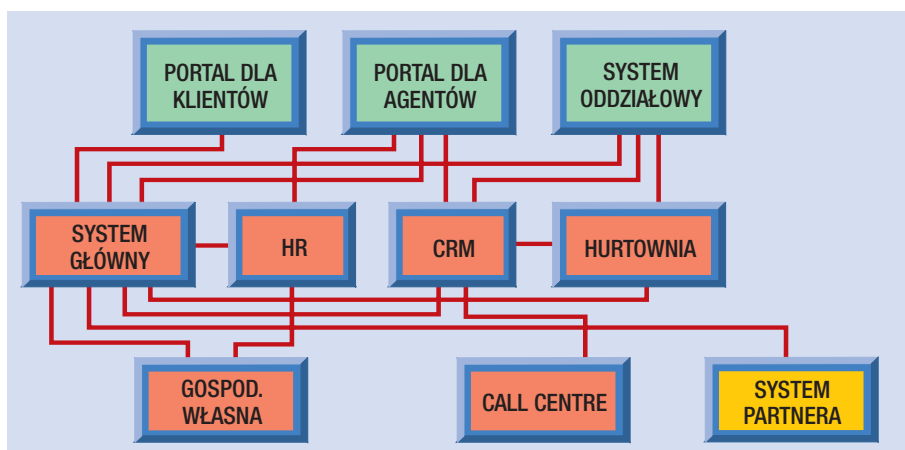 PORTAL DLA
KLIENTÓW
PORTAL DLA
AGENTÓW
SYSTEM
ODDZIAŁOWY
SYSTEM
GŁÓWNY
HR
CRM
HURTOWNIA
GOSPOD.
WŁASNA
CALL CENTRE
SYSTEM
PARTNERA